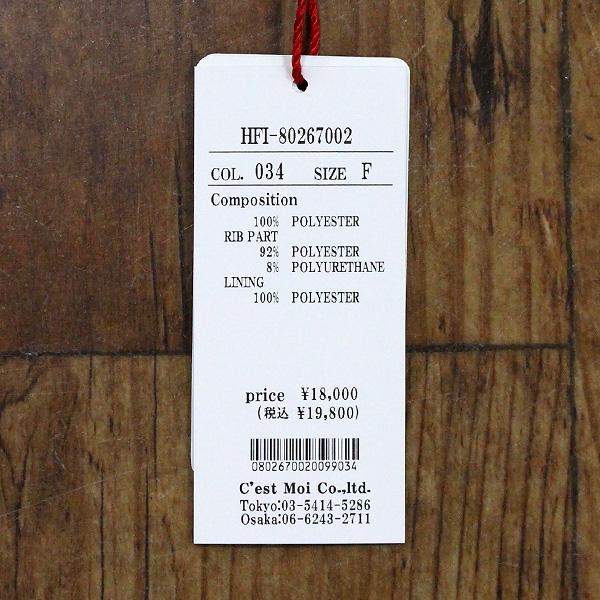 HFI-80267002
COL. 034 SIZE F
Composition
100% POLYESTER
RIB PART
92% POLYESTER
8% POLYURETHANE
LINING
100% POLYESTER
price ¥18,000
(税込 ¥19,800)
0802670020099034
C'est Moi Co.,ltd.
Tokyo:03-5414-5286
Osaka:06-6243-2711